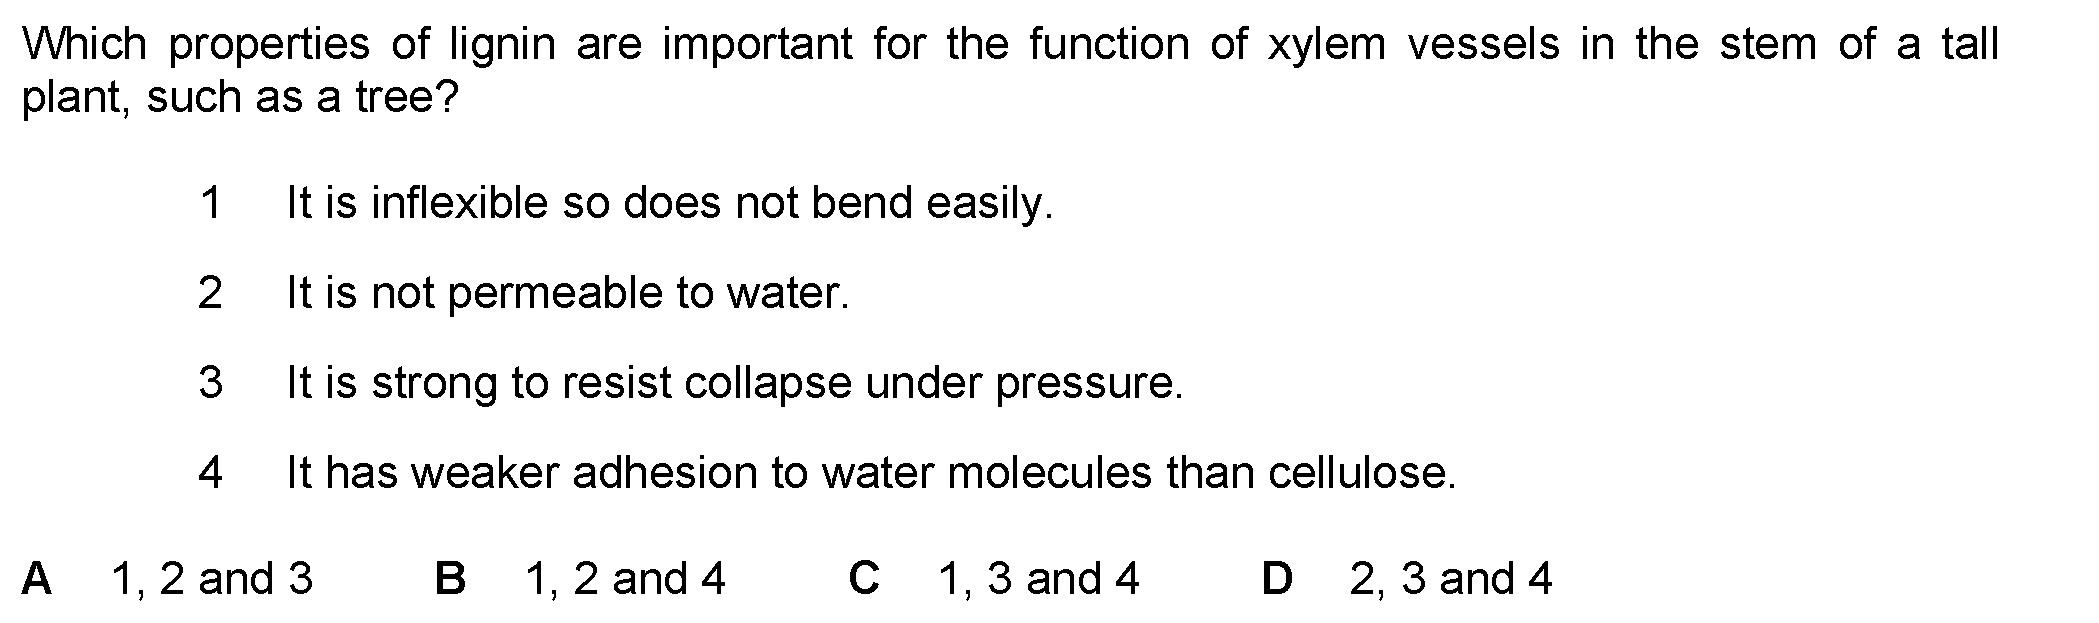 Which properties of lignin are important for the function of xylem vessels in the stem of a tall
plant, such as a tree?
1 It is inflexible so does not bend easily.
2 It is not permeable to water.
3 It is strong to resist collapse under pressure.
4 It has weaker adhesion to water molecules than cellulose.
A 1, 2 and 3 B 1, 2 and 4 C 1, 3 and 4 D 2, 3 and 4